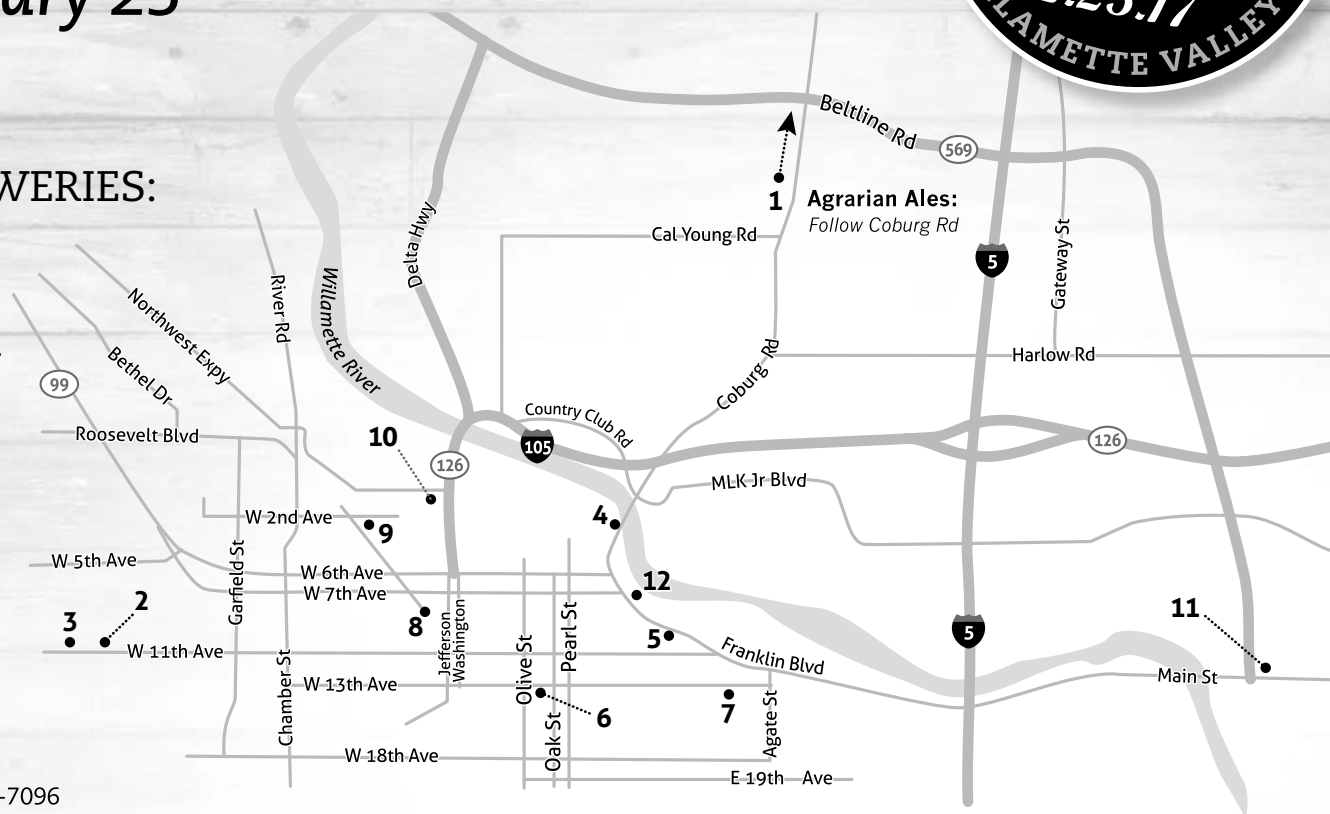 2.23.17
LAMETTE VALLEY
WERIES:
Beltline Rd
569
1
Agrarian Ales:
Follow Coburg Rd
Cal Young Rd
Delta Hwy
5
Gateway St
River Rd
Willamette River
Northwest Expy
Bethel Dr
99
Harlow Rd
Coburg Rd
Country Club Rd
Roosevelt Blvd
10
105
126
126
MLK Jr Blvd
W 2nd Ave
9
4
W 5th Ave
W 6th Ave
W 7th Ave
Garfield St
12
2
3
8
11
5
5
Jefferson
Washington
Olive St
Pearl St
W 11th Ave
Franklin Blvd
Main St
W 13th Ave
Chamber St
6
7
Oak St
Agate St
W 18th Ave
E 19th Ave
-7096